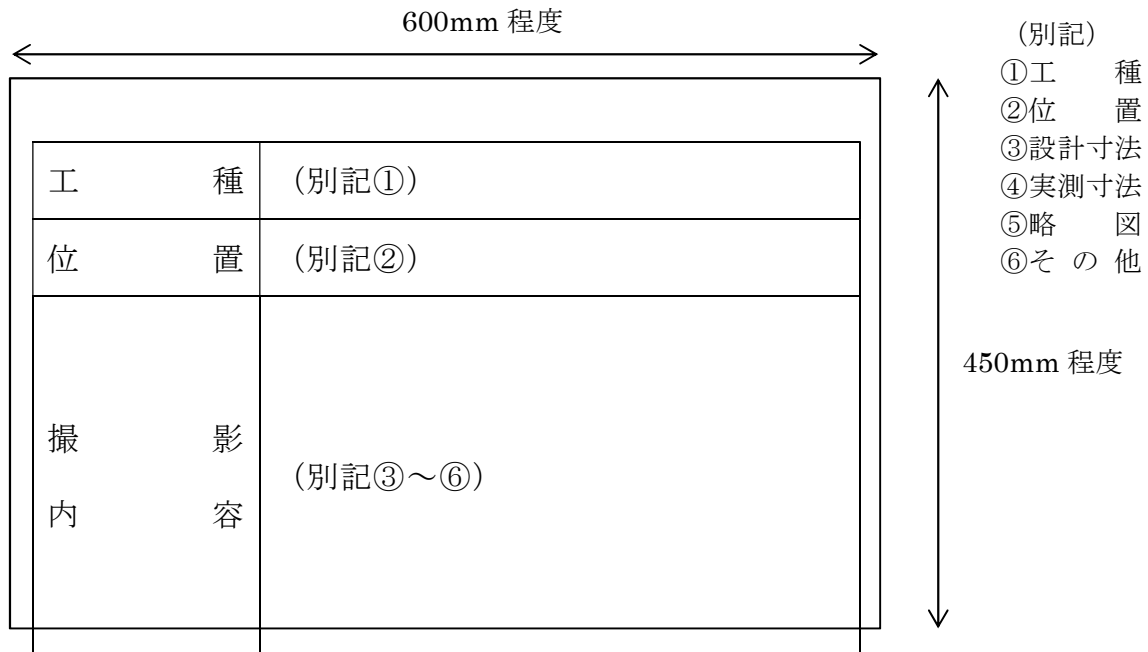 600mm 程度
(別記)
①工　　種
②位　　置
③設計寸法
④実測寸法
⑤略　　図
⑥そ の 他
工　　種 (別記①)
位　　置 (別記②)
撮　　影
内　　容
(別記③～⑥)
450mm 程度